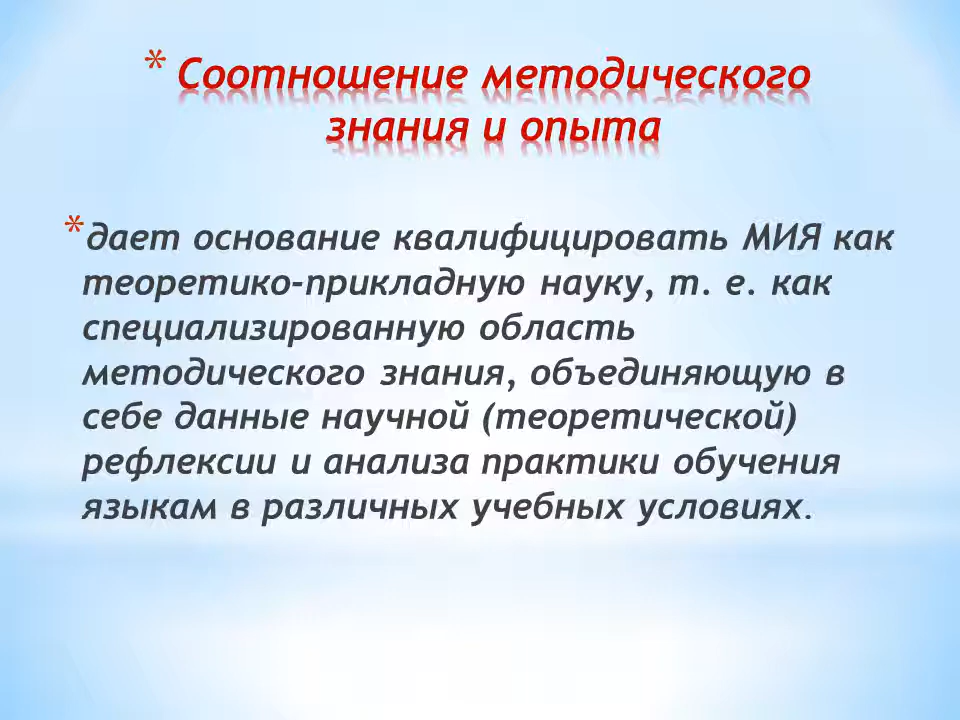 * Соотношение методического
знания и опыта
* дает основание квалифицировать МИЯ как
теоретико-прикладную науку, т. е. как
специализированную область
методического знания, объединяющую в
себе данные научной (теоретической)
рефлексии и анализа практики обучения
языкам в различных учебных условиях.